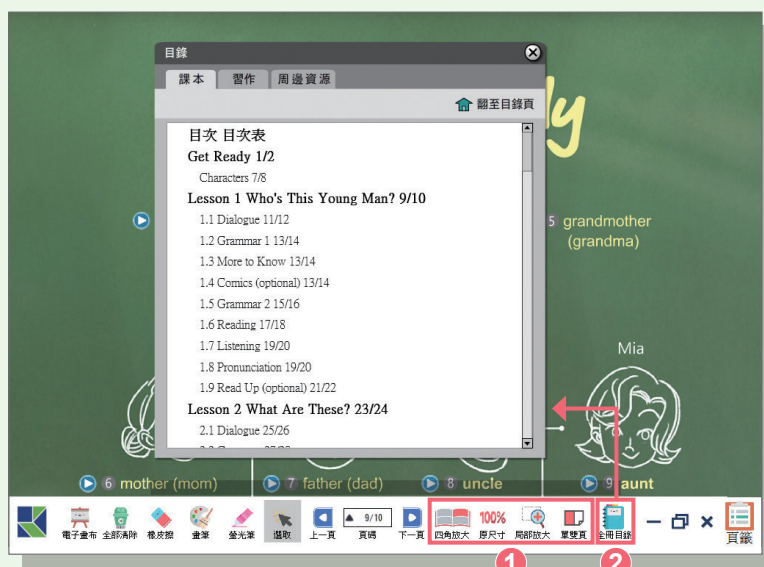 目錄
課本 習作 周邊資源
翻至目錄頁
目次 目次表
Get Ready 1/2
Characters 7/8
Lesson 1 Who's This Young Man? 9/10
1.1 Dialogue 11/12
1.2 Grammar 1 13/14
1.3 More to Know 13/14
1.4 Comics (optional) 13/14
1.5 Grammar 2 15/16
1.6 Reading 17/18
1.7 Listening 19/20
1.8 Pronunciation 19/20
1.9 Read Up (optional) 21/22
Lesson 2 What Are These? 23/24
2.1 Dialogue 25/26
ly
5 grandmother
(grandma)
Mia
6 mother (mom) 7 father (dad) 8 uncle 9 aunt
9/10 100%
電子畫布 全部清除 橡皮擦 畫筆 螢光筆 選取 上一頁 頁碼 下一頁 四角放大 原尺寸 局部放大 單雙頁 全冊目錄 頁籤
1 2